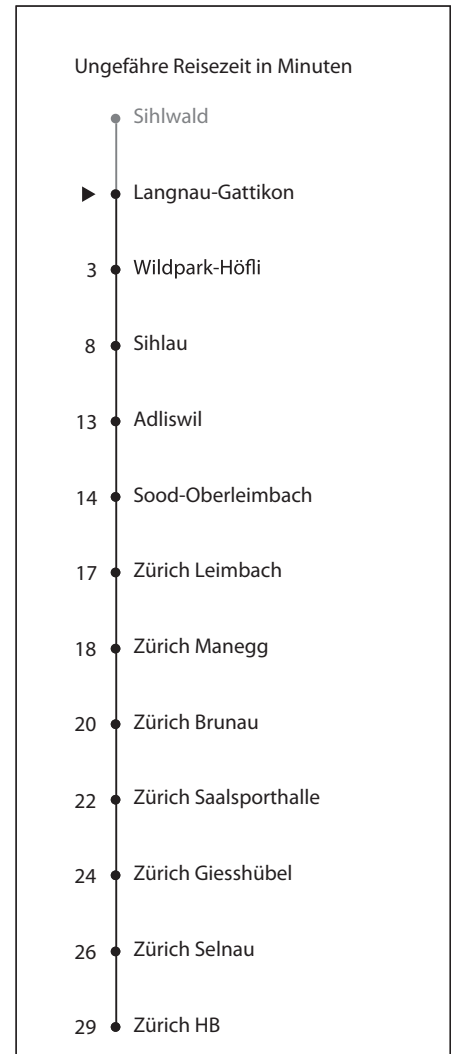 Ungefähre Reisezeit in Minuten
Sihlwald
Langnau-Gattikon
3 Wildpark-Höfli
8 Sihlau
13 Adliswil
14 Sood-Oberleimbach
17 Zürich Leimbach
18 Zürich Manegg
20 Zürich Brunau
22 Zürich Saalsporthalle
24 Zürich Giesshübel
26 Zürich Selnau
29 Zürich HB